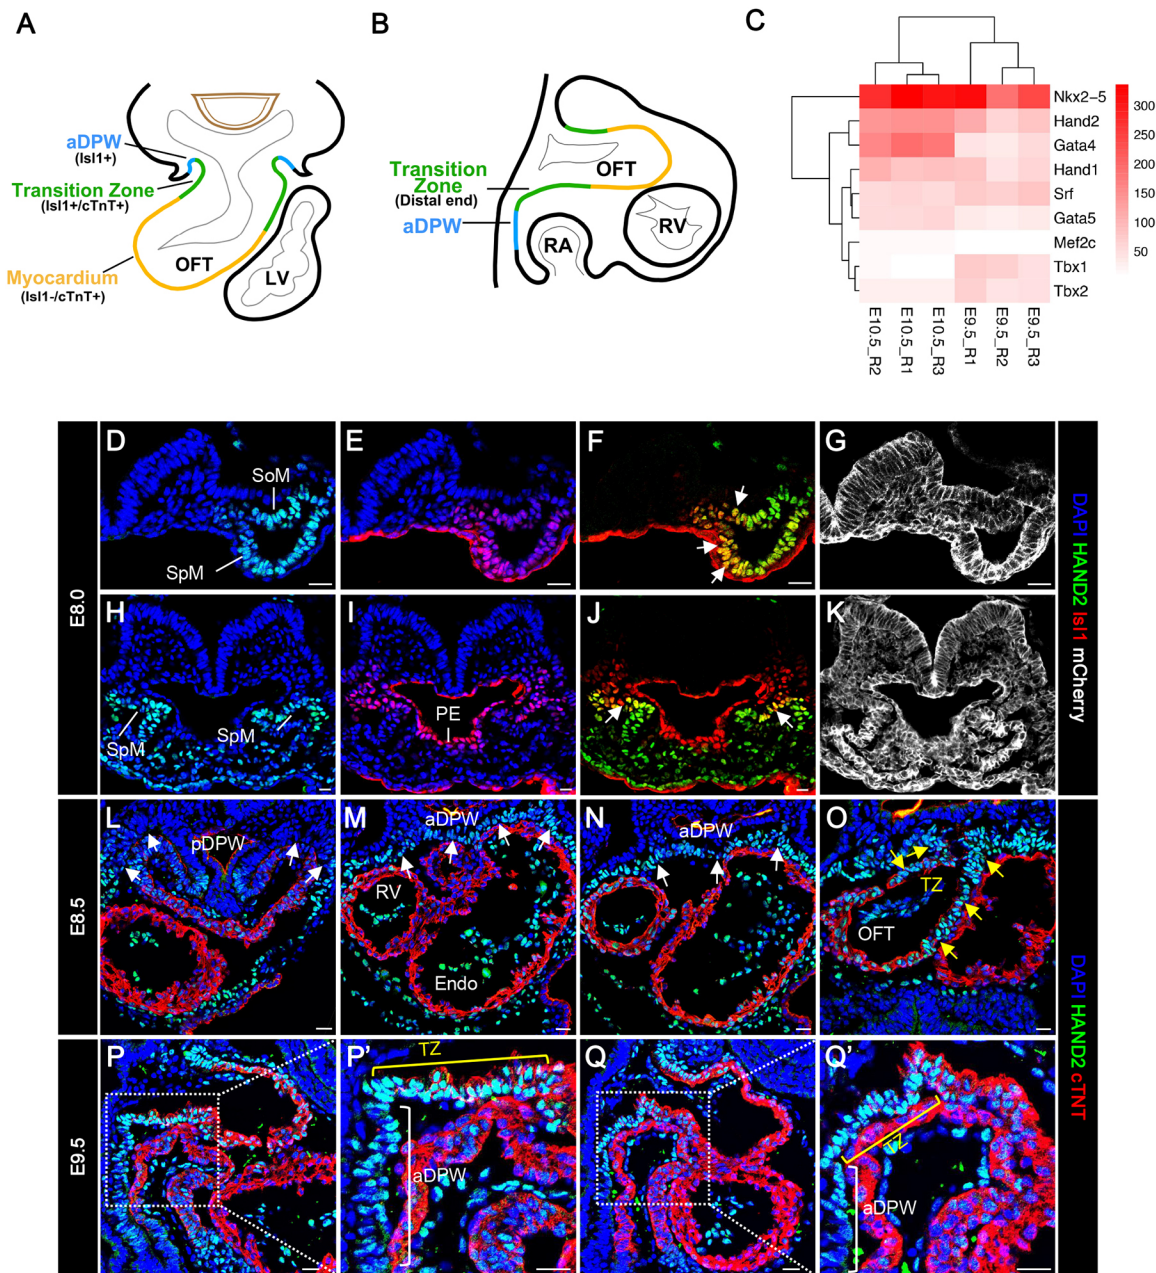 A
aDPW
(Isl1+)
Transition Zone
(Isl1+/cTnT+)
Myocardium
(Isl1-/cTnT+)
OFT
LV
B
OFT
Transition
Zone
(Distal end)
aDPW
RA
RV
C
Nkx2-5
Hand2
Gata4
Hand1
Srf
Gata5
Mef2c
Tbx1
Tbx2
300
250
200
150
100
50
E10.5_R2
E10.5_R1
E10.5_R3
E9.5_R1
E9.5_R2
E9.5_R3
E8.0
D
SoM
SpM
E
F
G
H
SpM
SpM
I
PE
J
K
DAPI HAND2 Isl1 mCherry
E8.5
L
pDPW
M
aDPW
RV
Endo
N
aDPW
O
TZ
OFT
E9.5
P
P'
TZ
aDPW
Q
Q'
TZ
aDPW
DAPI HAND2 cTNT